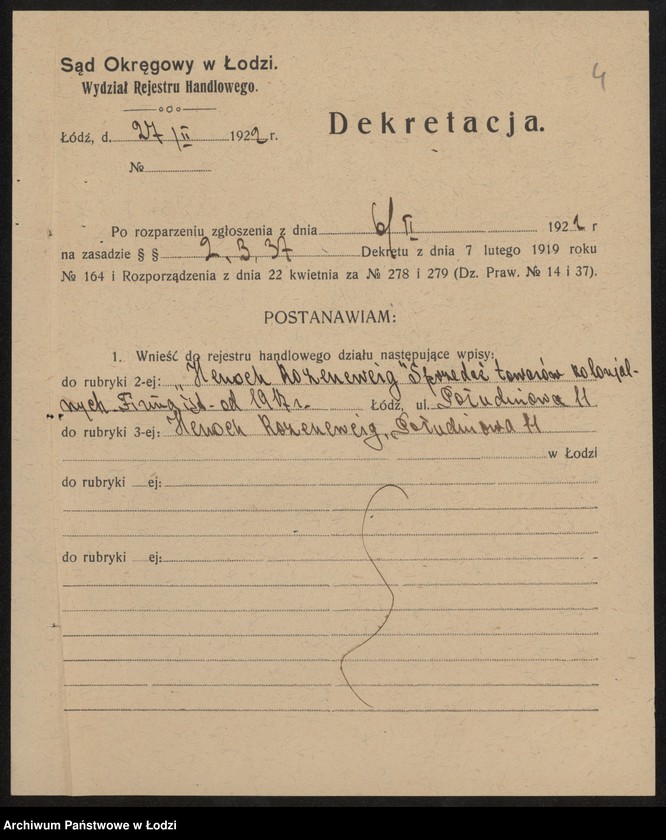 4
Sąd Okręgowy w Łodzi.
Wydział Rejestru Handlowego.
Łódź, d. 27/II 1922 r.
№
Dekretacja.
Po rozparzeniu zgłoszenia z dnia 6/II 1922 r
na zasadzie § § 2, 3, 37 Dekretu z dnia 7 lutego 1919 roku
№ 164 i Rozporządzenia z dnia 22 kwietnia za № 278 i 279 (Dz. Praw. № 14 i 37).
POSTANAWIAM:
1. Wnieść do rejestru handlowego działu następujące wpisy:
do rubryki 2-ej: „Henoch Rozencweig" Sprzedaż towarów kolonjal-
nych. Firma ist. od 1917 r. Łódź, ul. Południowa 11
do rubryki 3-ej: Henoch Rozencweig, Południowa 11
w Łodzi
do rubryki ej:
do rubryki ej:
Archiwum Państwowe w Łodzi